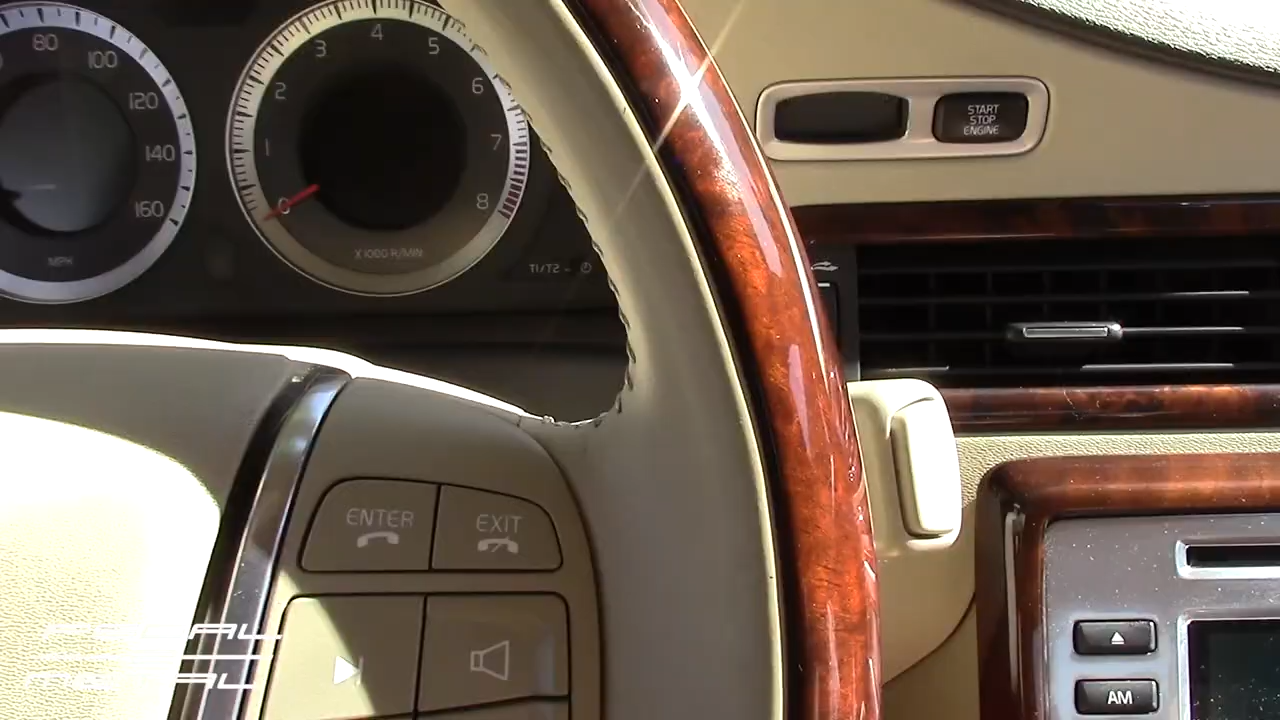 80
100
120
140
160
MPH
0
1
2
3
4
5
6
7
8
X1000 R/MIN
T1/T2 -
START
STOP
ENGINE
ENTER
EXIT
AM